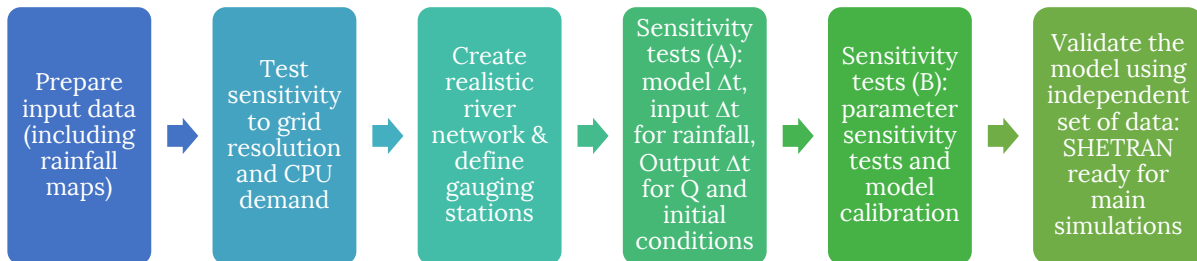 Prepare
input data
(including
rainfall
maps)
Test
sensitivity
to grid
resolution
and CPU
demand
Create
realistic
river
network &
define
gauging
stations
Sensitivity
tests (A):
model Δt,
input Δt
for rainfall,
Output Δt
for Q and
initial
conditions
Sensitivity
tests (B):
parameter
sensitivity
tests and
model
calibration
Validate the
model using
independent
set of data:
SHETRAN
ready for
main
simulations